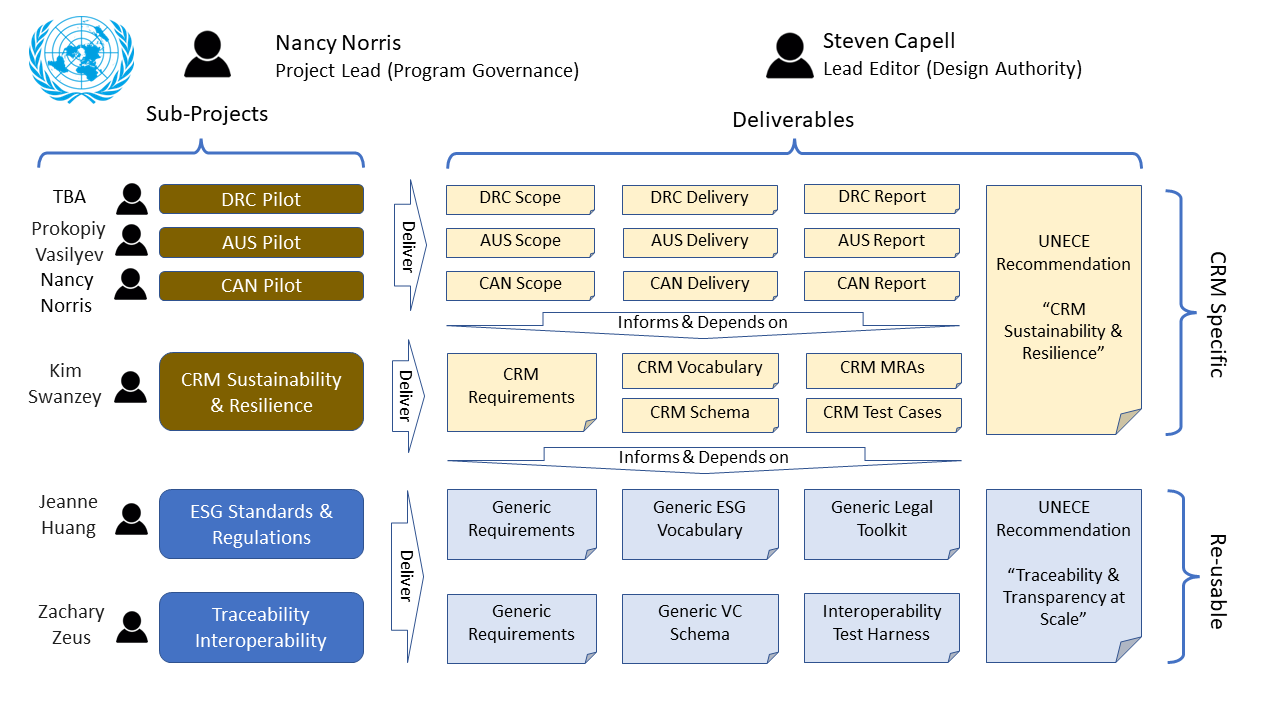 Nancy Norris
Project Lead (Program Governance)
Steven Capell
Lead Editor (Design Authority)
Sub-Projects
Deliverables
TBA
DRC Pilot
Prokopiy
Vasilyev
AUS Pilot
Nancy
Norris
CAN Pilot
Deliver
DRC Scope
DRC Delivery
DRC Report
AUS Scope
AUS Delivery
AUS Report
CAN Scope
CAN Delivery
CAN Report
Informs & Depends on
UNECE
Recommendation
“CRM
Sustainability &
Resilience”
CRM Specific
Kim
Swanzey
CRM Sustainability
& Resilience
Deliver
CRM
Requirements
CRM Vocabulary
CRM MRAs
CRM Schema
CRM Test Cases
Informs & Depends on
Jeanne
Huang
ESG Standards &
Regulations
Deliver
Generic
Requirements
Generic ESG
Vocabulary
Generic Legal
Toolkit
UNECE
Recommendation
“Traceability &
Transparency at
Scale”
Re-usable
Zachary
Zeus
Traceability
Interoperability
Generic
Requirements
Generic VC
Schema
Interoperability
Test Harness